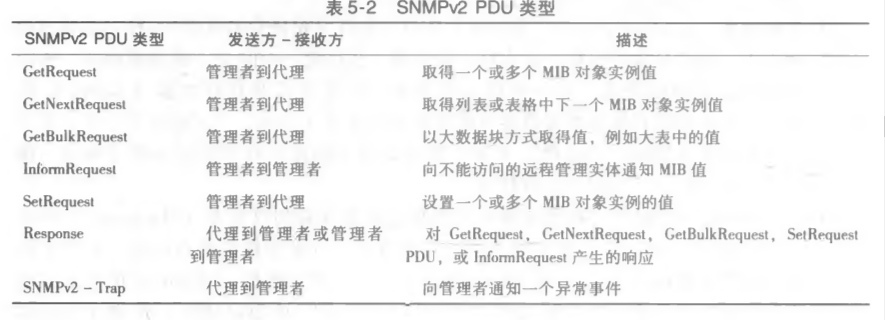 表 5-2 SNMPv2 PDU 类型
SNMPv2 PDU 类型 发送方－接收方 描述
GetRequest 管理者到代理 取得一个或多个 MIB 对象实例值
GetNextRequest 管理者到代理 取得列表或表格中下一个 MIB 对象实例值
GetBulkRequest 管理者到代理 以大数据块方式取得值，例如大表中的值
InformRequest 管理者到管理者 向不能访问的远程管理实体通知 MIB 值
SetRequest 管理者到代理 设置一个或多个 MIB 对象实例的值
Response 代理到管理者或管理者 对 GetRequest，GetNextRequest，GetBulkRequest，SetRequest
到管理者 PDU，或 InformRequest 产生的响应
SNMPv2－Trap 代理到管理者 向管理者通知一个异常事件